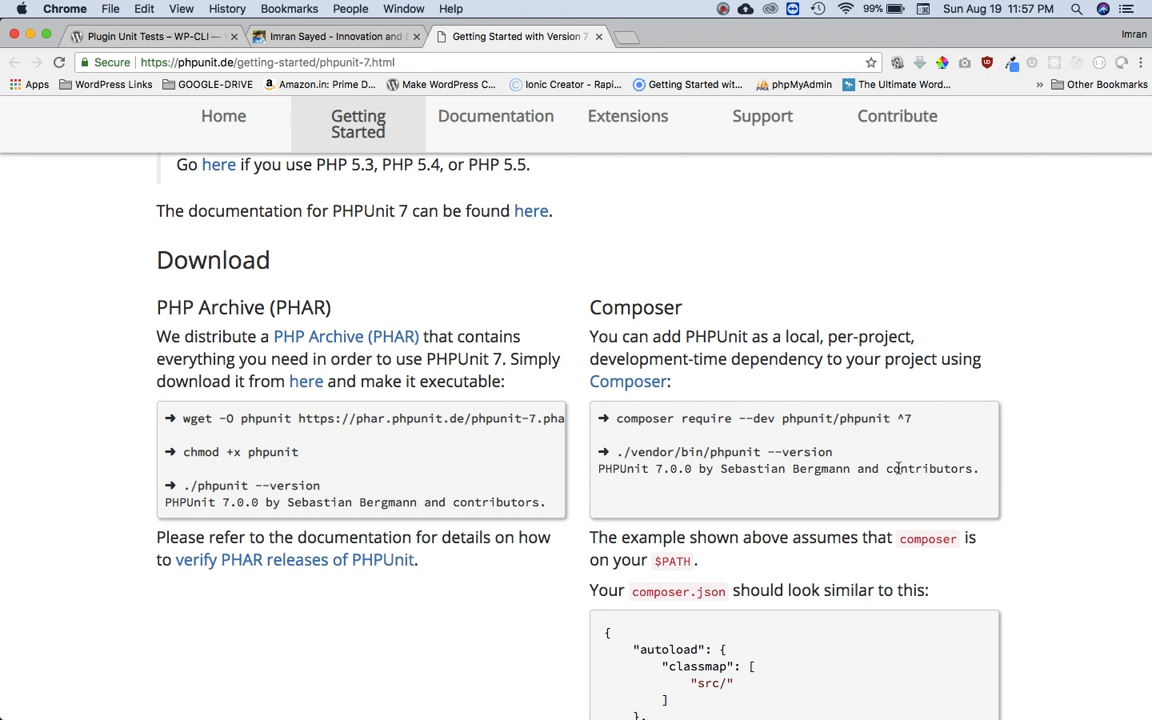 Chrome File Edit View History Bookmarks People Window Help 99% Sun Aug 19 11:57 PM
Plugin Unit Tests – WP-CLI — Imran Sayed - Innovation and E Getting Started with Version 7 Imran
Secure https://phpunit.de/getting-started/phpunit-7.html
Apps WordPress Links GOOGLE-DRIVE Amazon.in: Prime D... Make WordPress C... Ionic Creator - Rapi... Getting Started wit... phpMyAdmin The Ultimate Word... » Other Bookmarks
Home Getting Documentation Extensions Support Contribute
Started
Go here if you use PHP 5.3, PHP 5.4, or PHP 5.5.
The documentation for PHPUnit 7 can be found here.
Download
PHP Archive (PHAR)
We distribute a PHP Archive (PHAR) that contains
everything you need in order to use PHPUnit 7. Simply
download it from here and make it executable:
➜ wget -O phpunit https://phar.phpunit.de/phpunit-7.pha
➜ chmod +x phpunit
➜ ./phpunit --version
PHPUnit 7.0.0 by Sebastian Bergmann and contributors.
Please refer to the documentation for details on how
to verify PHAR releases of PHPUnit.
Composer
You can add PHPUnit as a local, per-project,
development-time dependency to your project using
Composer:
➜ composer require --dev phpunit/phpunit ^7
➜ ./vendor/bin/phpunit --version
PHPUnit 7.0.0 by Sebastian Bergmann and contributors.
The example shown above assumes that composer is
on your $PATH.
Your composer.json should look similar to this:
{
"autoload": {
"classmap": [
"src/"
]
},